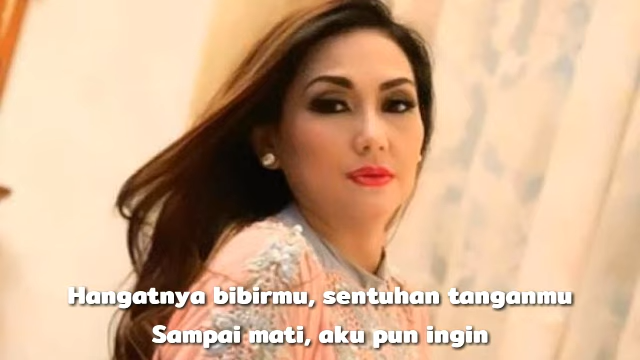 Hangatnya bibirmu, sentuhan tanganmu
Sampai mati, aku pun ingin